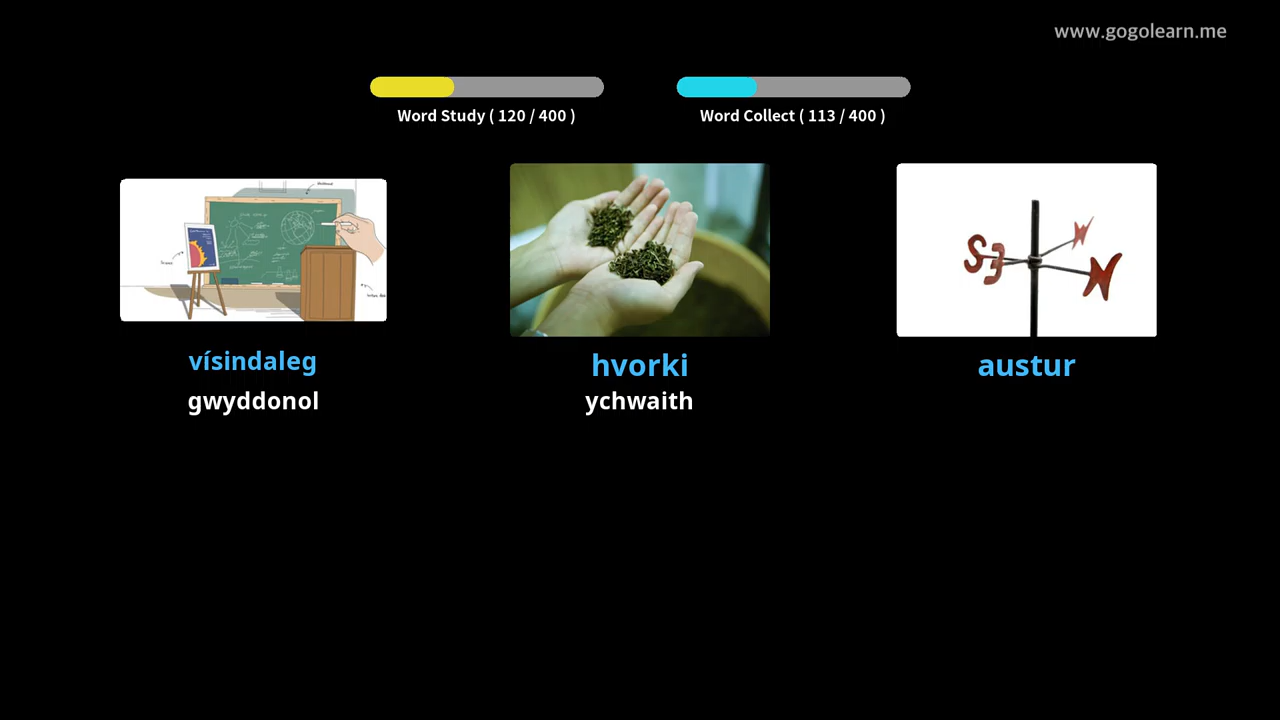 www.gogolearn.me
Word Study ( 120 / 400 )
Word Collect ( 113 / 400 )
vísindaleg
gwyddonol
hvorki
ychwaith
S
E
N
W
austur